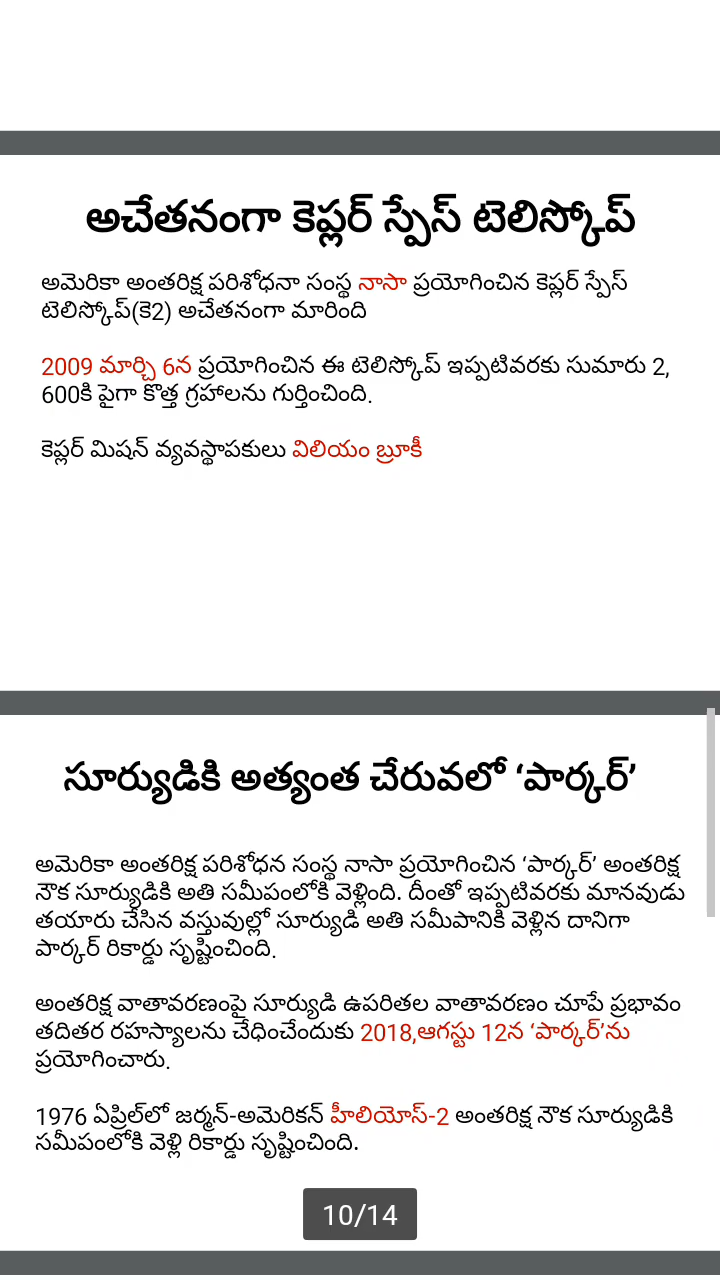 అచేతనంగా కెప్లర్ స్పేస్ టెలిస్కోప్
అమెరికా అంతరిక్ష పరిశోధనా సంస్థ నాసా ప్రయోగించిన కెప్లర్ స్పేస్
టెలిస్కోప్(కె2) అచేతనంగా మారింది
2009 మార్చి 6న ప్రయోగించిన ఈ టెలిస్కోప్ ఇప్పటివరకు సుమారు 2,
600కి పైగా కొత్త గ్రహాలను గుర్తించింది.
కెప్లర్ మిషన్ వ్యవస్థాపకులు విలియం బ్రూకీ
సూర్యుడికి అత్యంత చేరువలో ‘పార్కర్’
అమెరికా అంతరిక్ష పరిశోధన సంస్థ నాసా ప్రయోగించిన ‘పార్కర్’ అంతరిక్ష
నౌక సూర్యుడికి అతి సమీపంలోకి వెళ్లింది. దీంతో ఇప్పటివరకు మానవుడు
తయారు చేసిన వస్తువుల్లో సూర్యుడి అతి సమీపానికి వెళ్లిన దానిగా
పార్కర్ రికార్డు సృష్టించింది.
అంతరిక్ష వాతావరణంపై సూర్యుడి ఉపరితల వాతావరణం చూపే ప్రభావం
తదితర రహస్యాలను చేధించేందుకు 2018,ఆగస్టు 12న ‘పార్కర్’ను
ప్రయోగించారు.
1976 ఏప్రిల్‌లో జర్మన్-అమెరికన్ హీలియోస్-2 అంతరిక్ష నౌక సూర్యుడికి
సమీపంలోకి వెళ్లి రికార్డు సృష్టించింది.
10/14